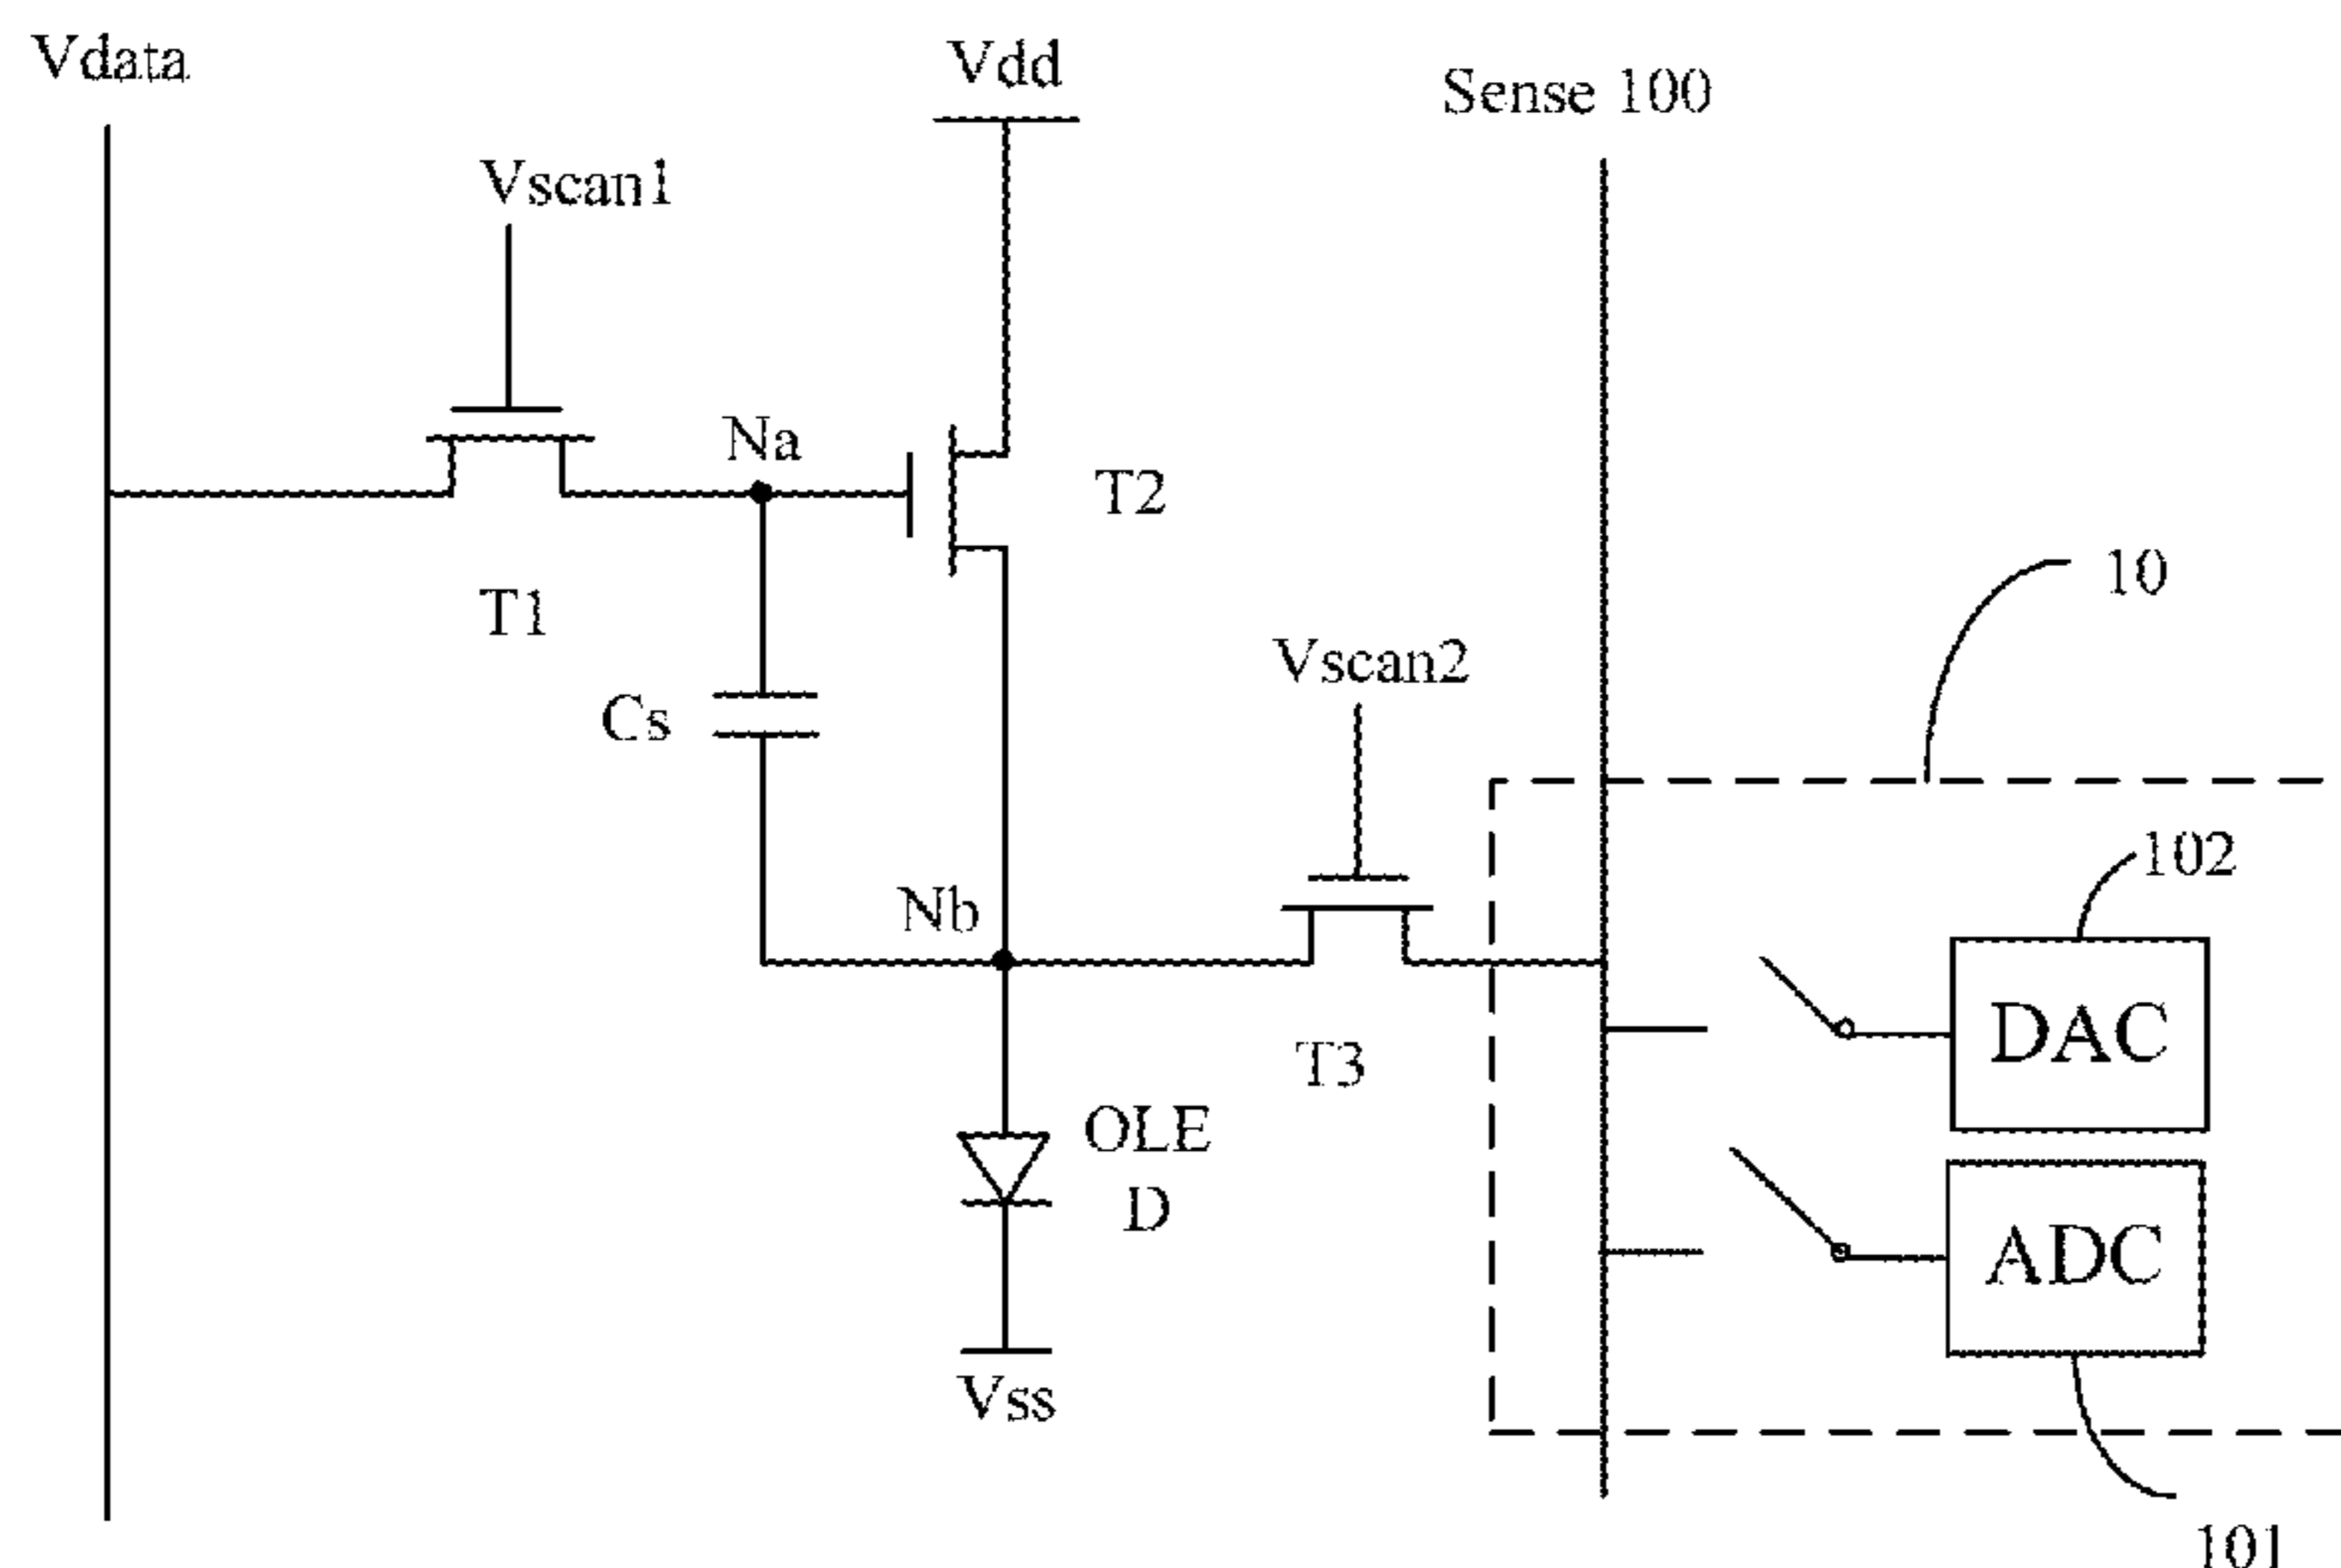 Vdata
Vdd
Sense 100
Vscan1
Na
T2
10
T1
Vscan2
Cs
102
Nb
DAC
T3
OLE
D
ADC
Vss
101